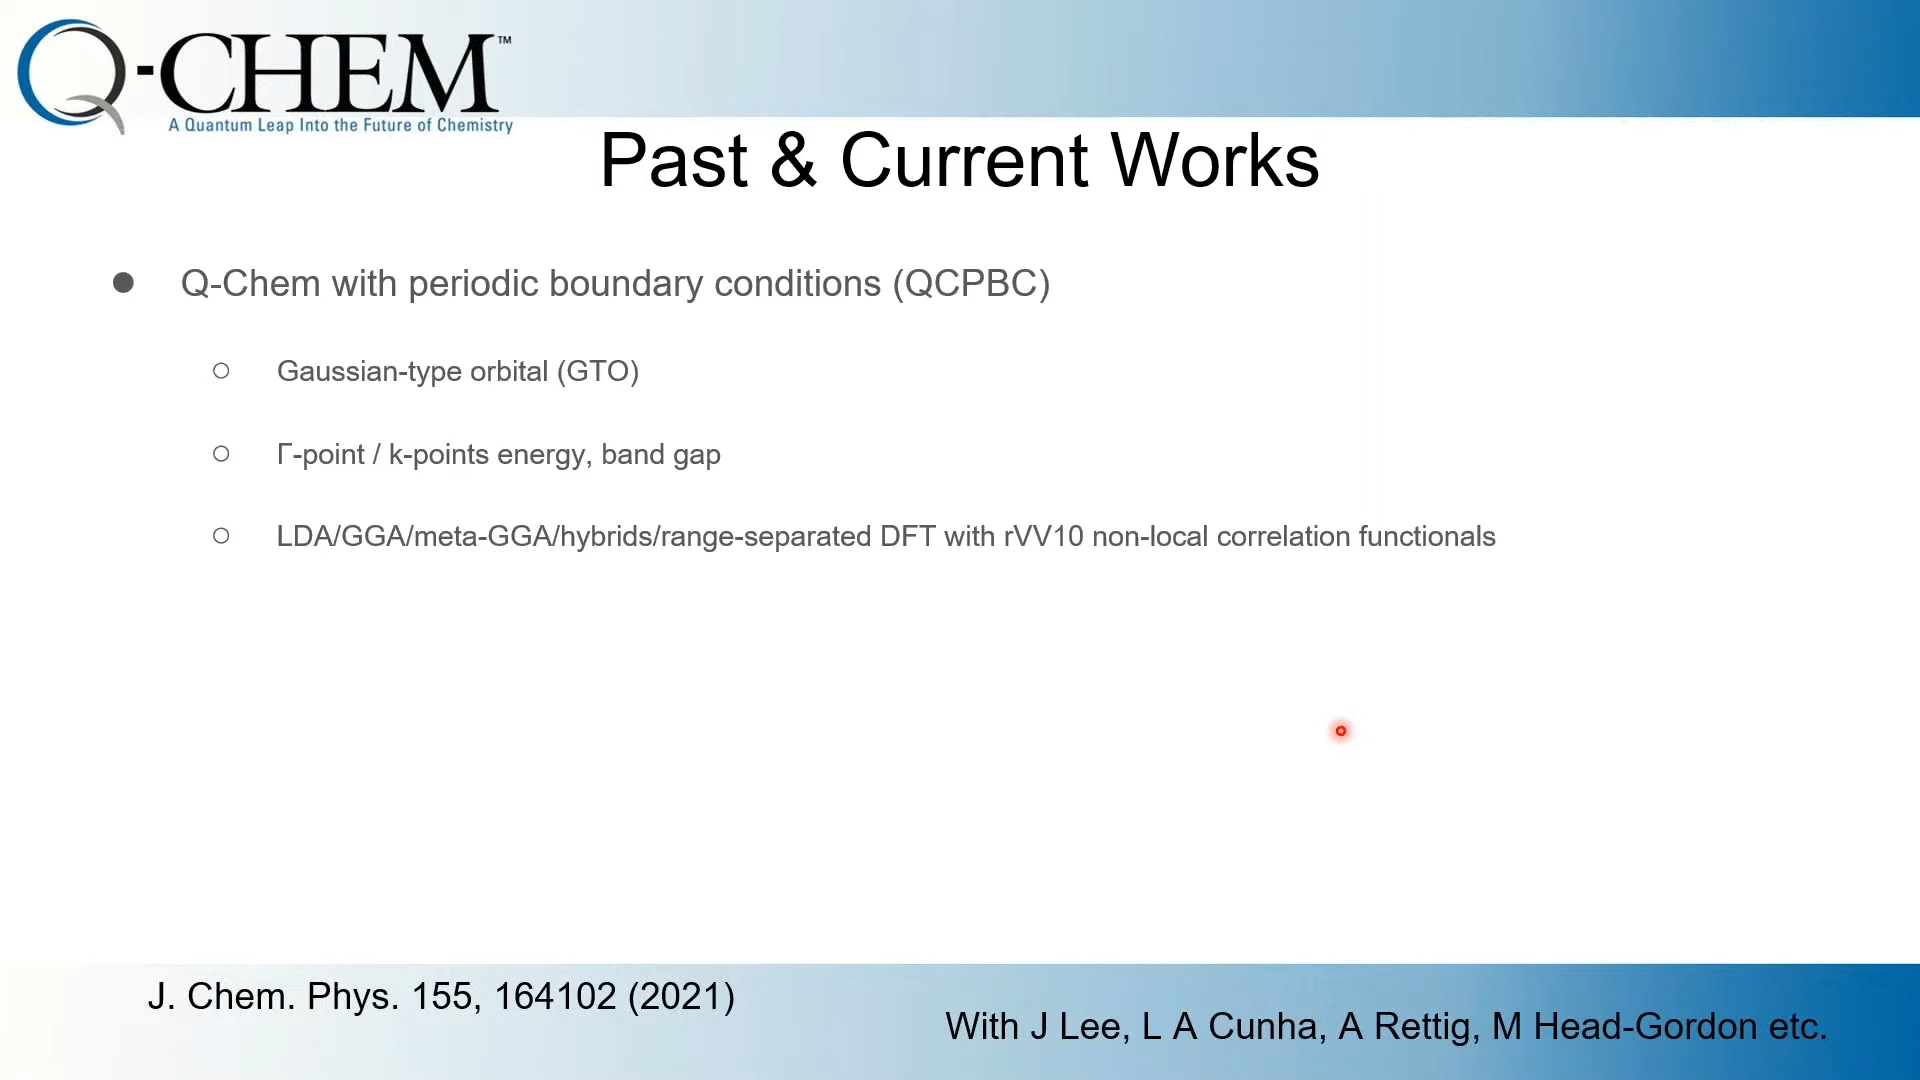 Q-CHEM™
A Quantum Leap Into the Future of Chemistry
Past & Current Works
● Q-Chem with periodic boundary conditions (QCPBC)
○ Gaussian-type orbital (GTO)
○ Γ-point / k-points energy, band gap
○ LDA/GGA/meta-GGA/hybrids/range-separated DFT with rVV10 non-local correlation functionals
J. Chem. Phys. 155, 164102 (2021)
With J Lee, L A Cunha, A Rettig, M Head-Gordon etc.